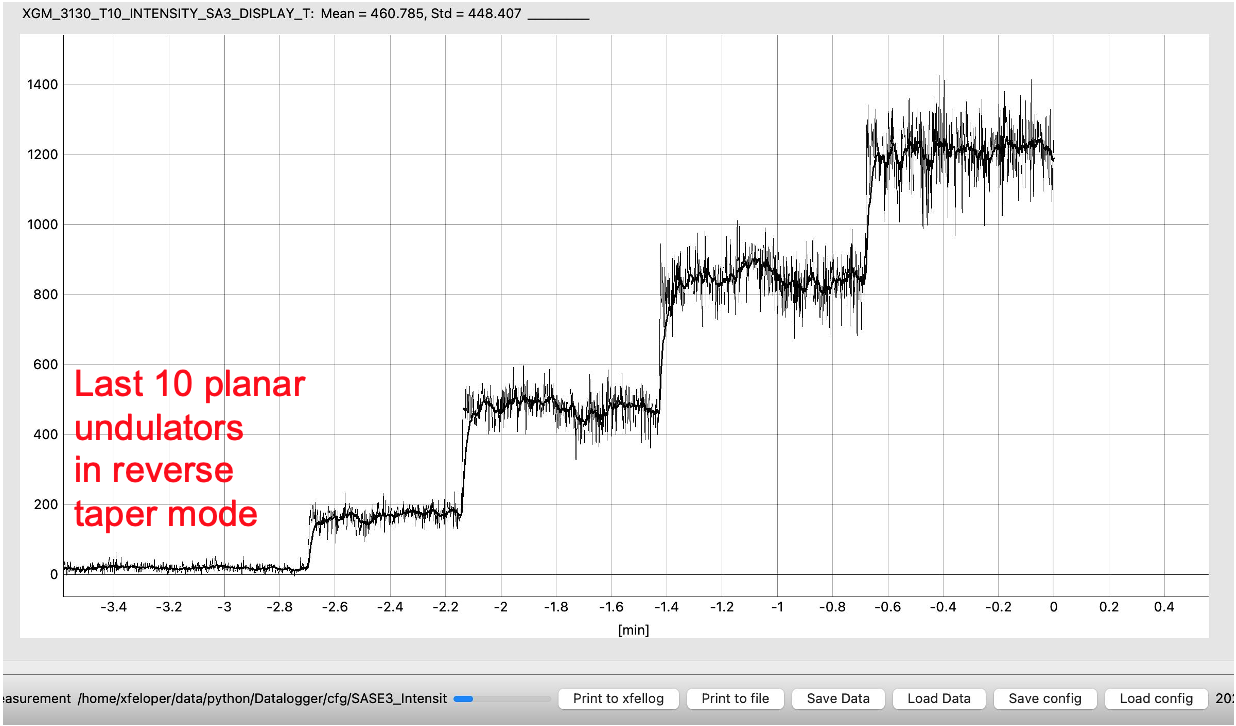 XGM_3130_T10_INTENSITY_SA3_DISPLAY_T: Mean = 460.785, Std = 448.407
1400
1200
1000
800
600
400
200
0
Last 10 planar
undulators
in reverse
taper mode
-3.4 -3.2 -3 -2.8 -2.6 -2.4 -2.2 -2 -1.8 -1.6 -1.4 -1.2 -1 -0.8 -0.6 -0.4 -0.2 0 0.2 0.4
[min]
easurement /home/xfeloper/data/python/Datalogger/cfg/SASE3_Intensit Print to xfellog Print to file Save Data Load Data Save config Load config 202